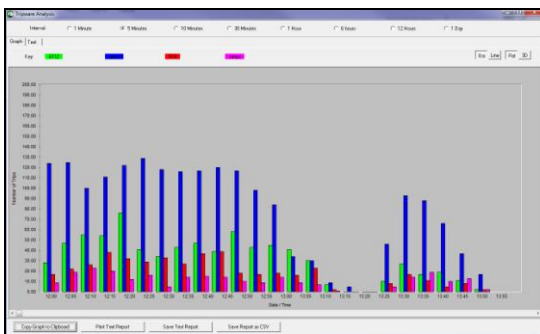 Tripwire Analysis
Interval 1 Minute 5 Minutes 10 Minutes 30 Minutes 1 Hour 6 hours 12 Hours 1 Day
Graph Text
Key
Bar Line Flat 3D
200.00
190.00
180.00
170.00
160.00
150.00
140.00
130.00
120.00
110.00
100.00
90.00
80.00
70.00
60.00
50.00
40.00
30.00
20.00
10.00
0.00
Number of Trips
12:00 12:05 12:10 12:15 12:20 12:25 12:30 12:35 12:40 12:45 12:50 12:55 13:00 13:05 13:10 13:15 13:20 13:25 13:30 13:35 13:40 13:45 13:50 13:55
Date / Time
Copy Graph to Clipboard Print Text Report Save Text Report Save Report as CSV